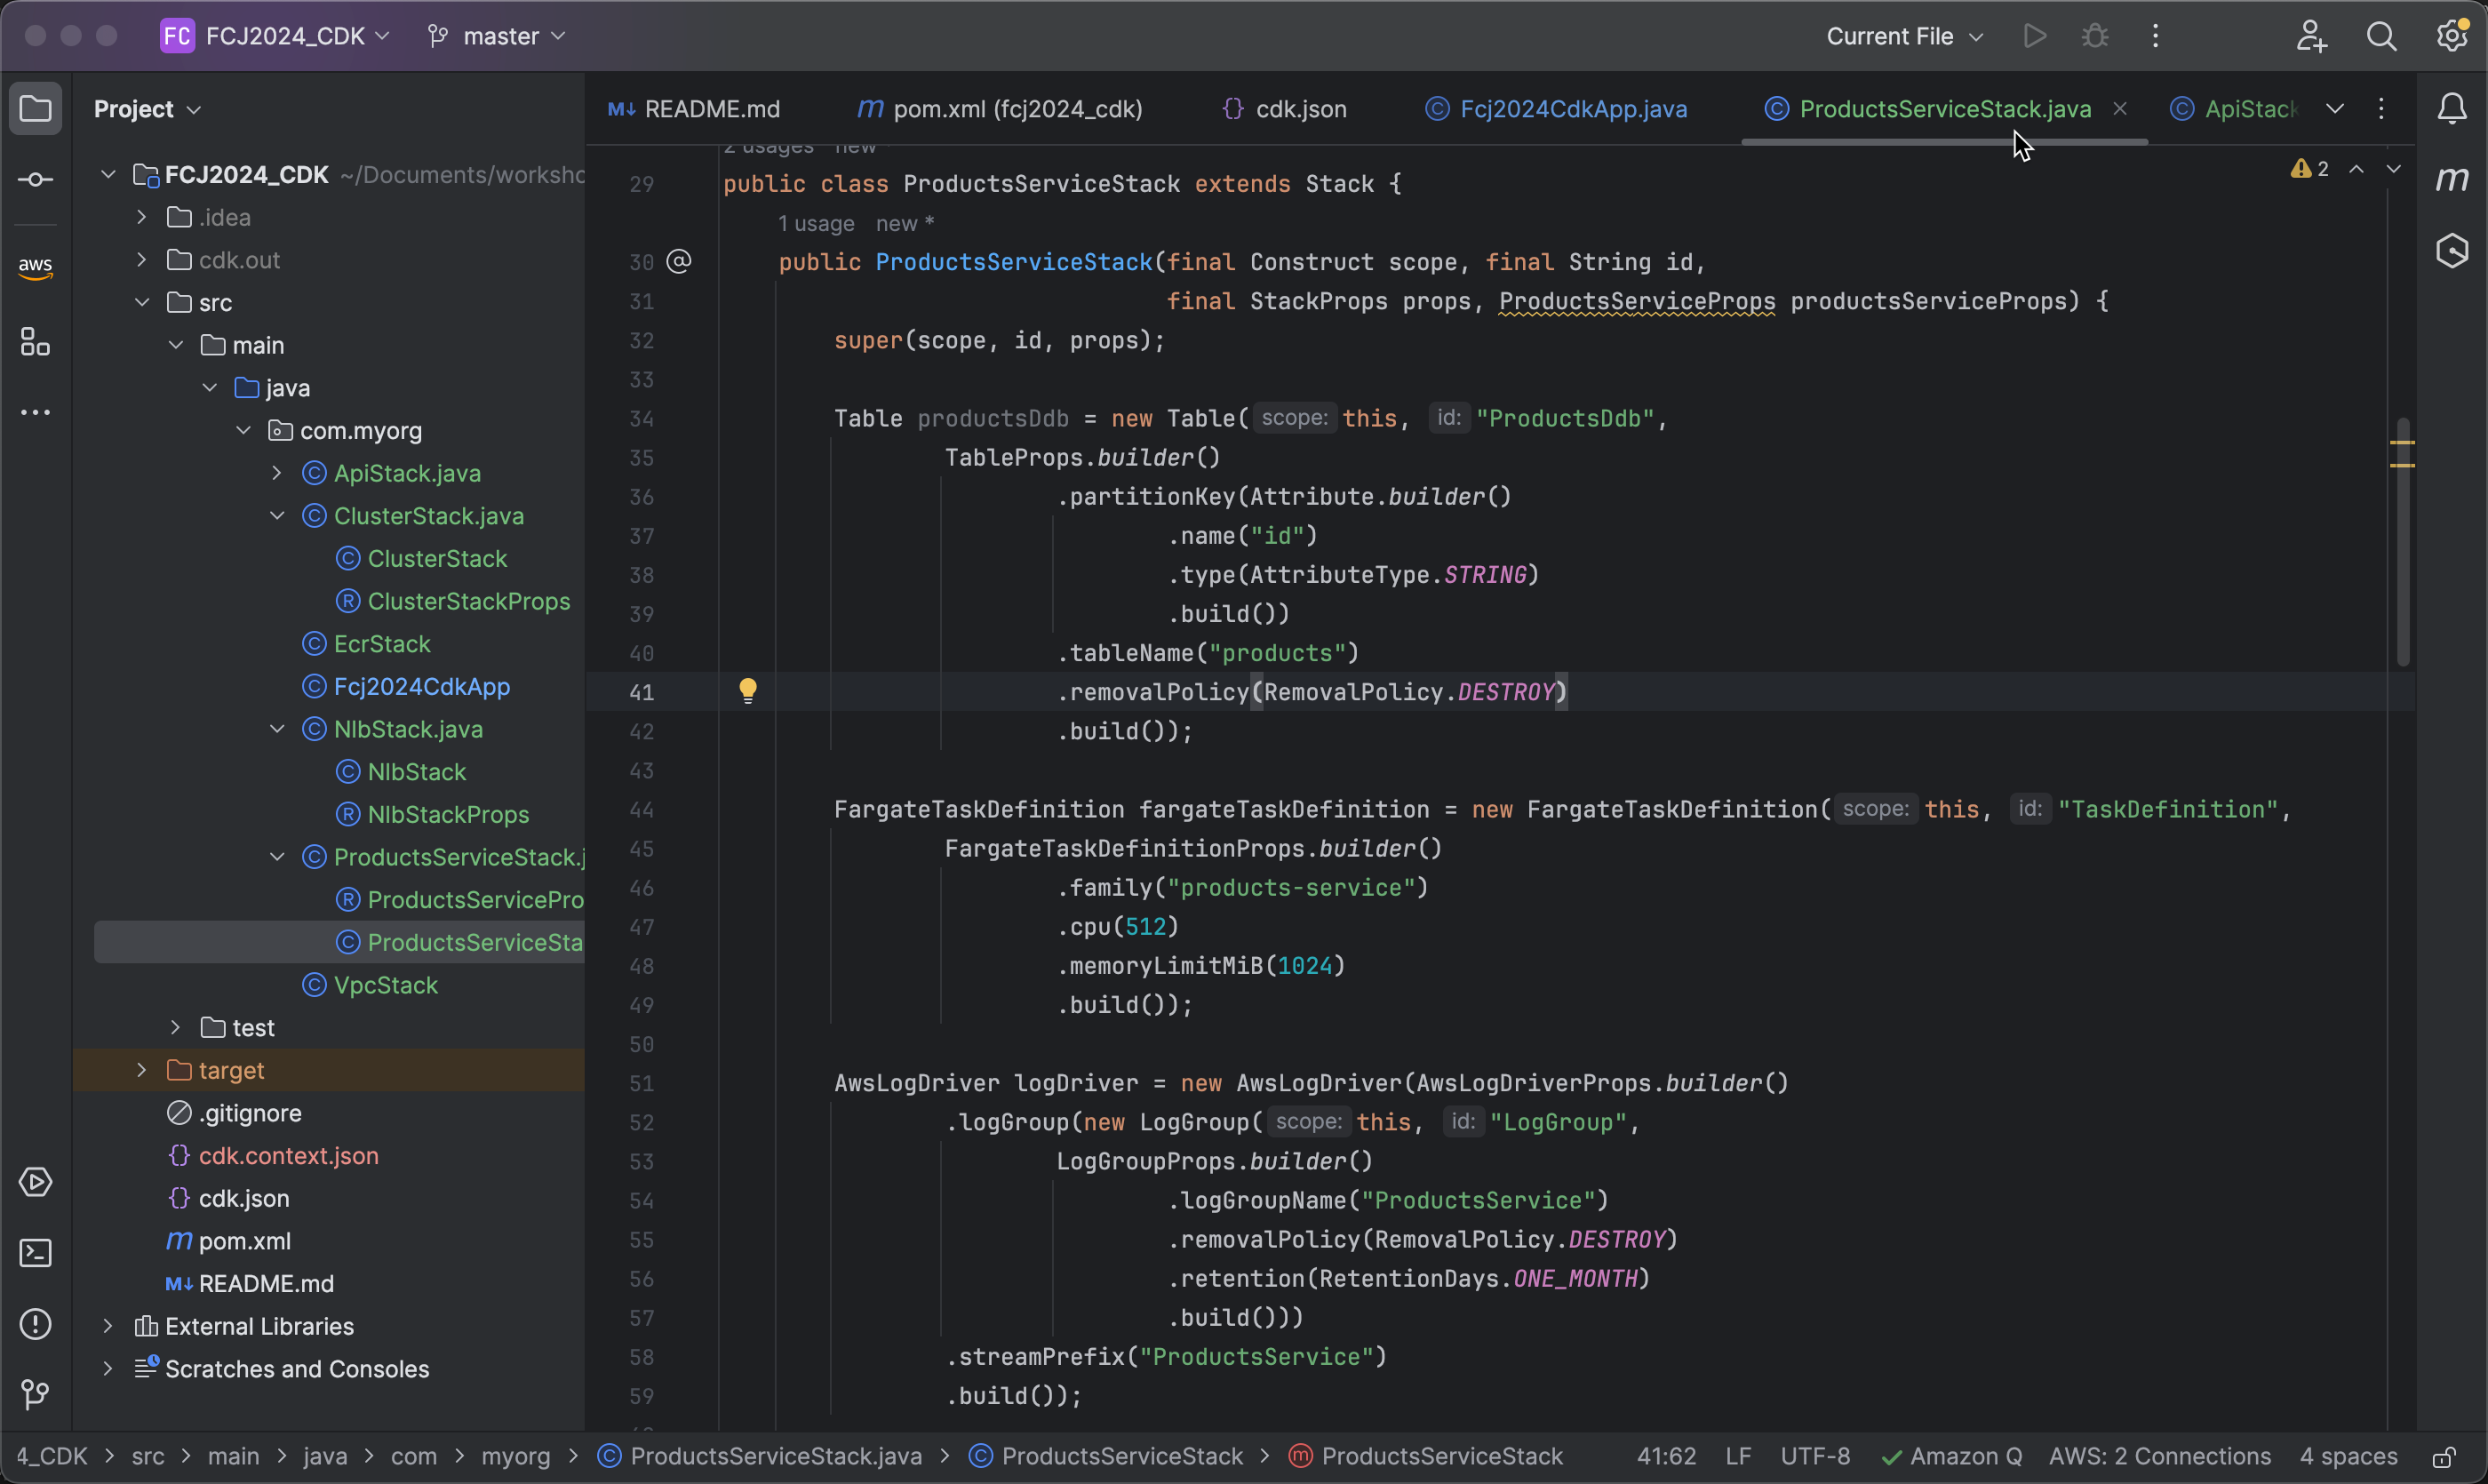 FC FCJ2024_CDK master Current File
Project
README.md pom.xml (fcj2024_cdk) cdk.json Fcj2024CdkApp.java ProductsServiceStack.java ApiStack
FCJ2024_CDK ~/Documents/worksho
.idea
cdk.out
src
main
java
com.myorg
ApiStack.java
ClusterStack.java
ClusterStack
ClusterStackProps
EcrStack
Fcj2024CdkApp
NlbStack.java
NlbStack
NlbStackProps
ProductsServiceStack.j
ProductsServicePro
ProductsServiceSta
VpcStack
test
target
.gitignore
cdk.context.json
cdk.json
pom.xml
README.md
External Libraries
Scratches and Consoles
aws
2 usages new
2
29 public class ProductsServiceStack extends Stack {
1 usage new *
30 public ProductsServiceStack(final Construct scope, final String id,
31 final StackProps props, ProductsServiceProps productsServiceProps) {
32 super(scope, id, props);
33
34 Table productsDdb = new Table( scope: this, id: "ProductsDdb",
35 TableProps.builder()
36 .partitionKey(Attribute.builder()
37 .name("id")
38 .type(AttributeType.STRING)
39 .build())
40 .tableName("products")
41 .removalPolicy(RemovalPolicy.DESTROY)
42 .build());
43
44 FargateTaskDefinition fargateTaskDefinition = new FargateTaskDefinition( scope: this, id: "TaskDefinition",
45 FargateTaskDefinitionProps.builder()
46 .family("products-service")
47 .cpu(512)
48 .memoryLimitMiB(1024)
49 .build());
50
51 AwsLogDriver logDriver = new AwsLogDriver(AwsLogDriverProps.builder()
52 .logGroup(new LogGroup( scope: this, id: "LogGroup",
53 LogGroupProps.builder()
54 .logGroupName("ProductsService")
55 .removalPolicy(RemovalPolicy.DESTROY)
56 .retention(RetentionDays.ONE_MONTH)
57 .build()))
58 .streamPrefix("ProductsService")
59 .build());
4_CDK > src > main > java > com > myorg > ProductsServiceStack.java > ProductsServiceStack > ProductsServiceStack 41:62 LF UTF-8 Amazon Q AWS: 2 Connections 4 spaces